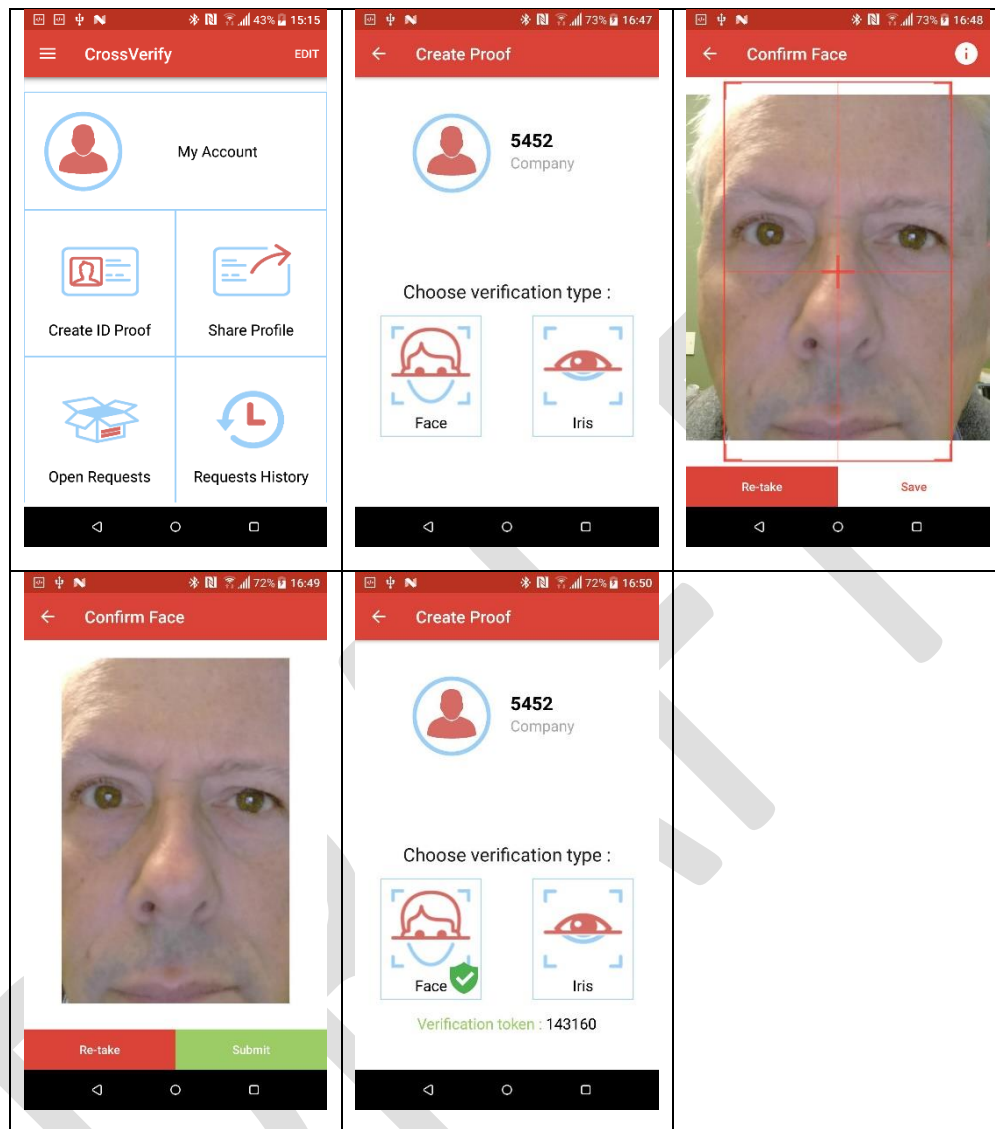 43% 15:15
CrossVerify EDIT
My Account
Create ID Proof Share Profile
Open Requests Requests History
73% 16:47
Create Proof
5452
Company
Choose verification type :
Face Iris
73% 16:48
Confirm Face i
Re-take Save
72% 16:49
Confirm Face
Re-take Submit
72% 16:50
Create Proof
5452
Company
Choose verification type :
Face Iris
Verification token : 143160